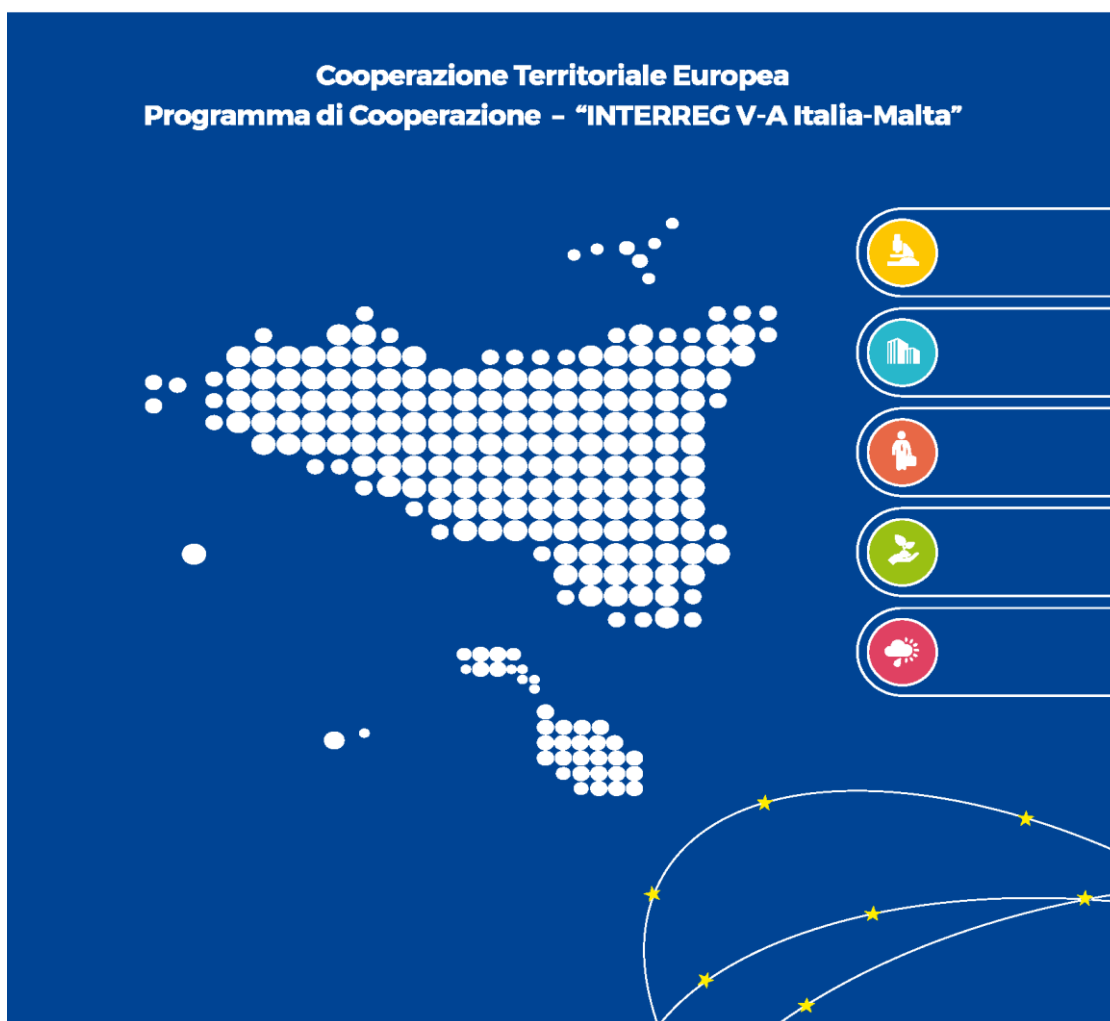 Cooperazione Territoriale Europea
Programma di Cooperazione – “INTERREG V-A Italia-Malta”